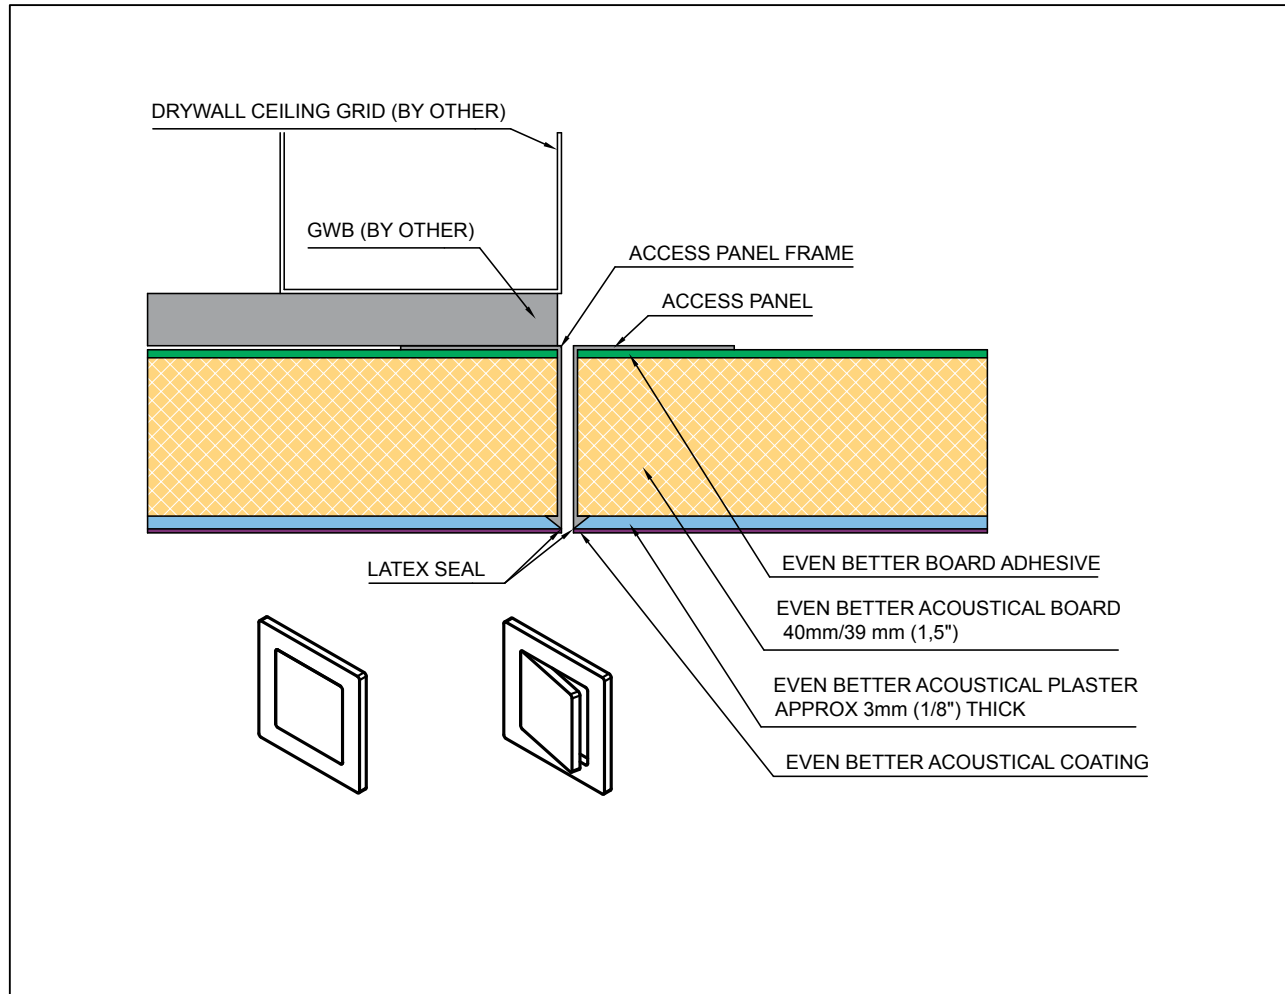 DRYWALL CEILING GRID (BY OTHER)
GWB (BY OTHER)
ACCESS PANEL FRAME
ACCESS PANEL
LATEX SEAL
EVEN BETTER BOARD ADHESIVE
EVEN BETTER ACOUSTICAL BOARD
40mm/39 mm (1,5")
EVEN BETTER ACOUSTICAL PLASTER
APPROX 3mm (1/8") THICK
EVEN BETTER ACOUSTICAL COATING